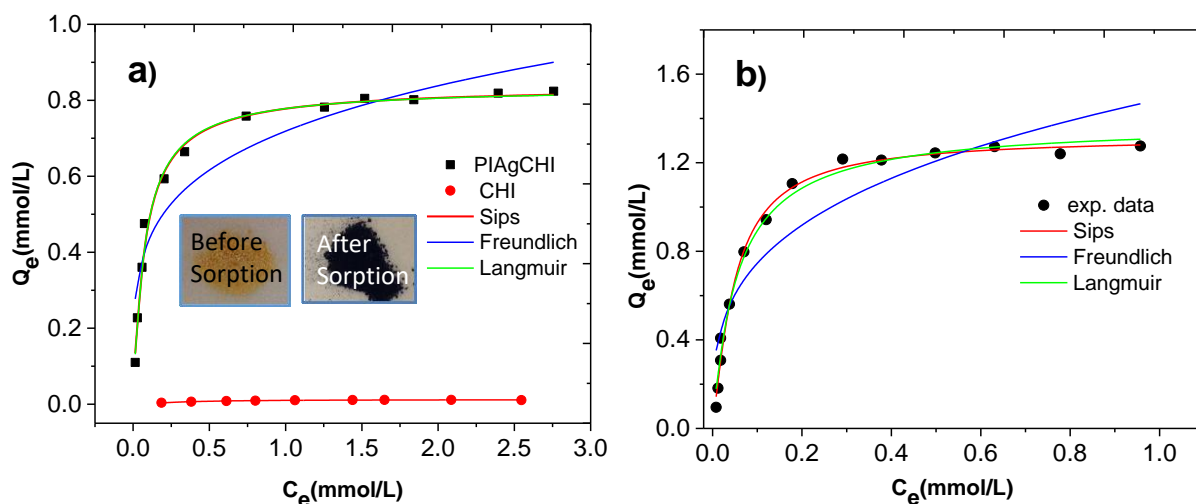 a)
1.0
0.8
0.6
0.4
0.2
0.0
Qe(mmol/L)
PIAgCHI
CHI
Sips
Freundlich
Langmuir
Before
Sorption
After
Sorption
0.0 0.5 1.0 1.5 2.0 2.5 3.0
Ce(mmol/L)
b)
1.6
1.2
0.8
0.4
0.0
Qe(mmol/L)
exp. data
Sips
Freundlich
Langmuir
0.0 0.2 0.4 0.6 0.8 1.0
Ce(mmol/L)